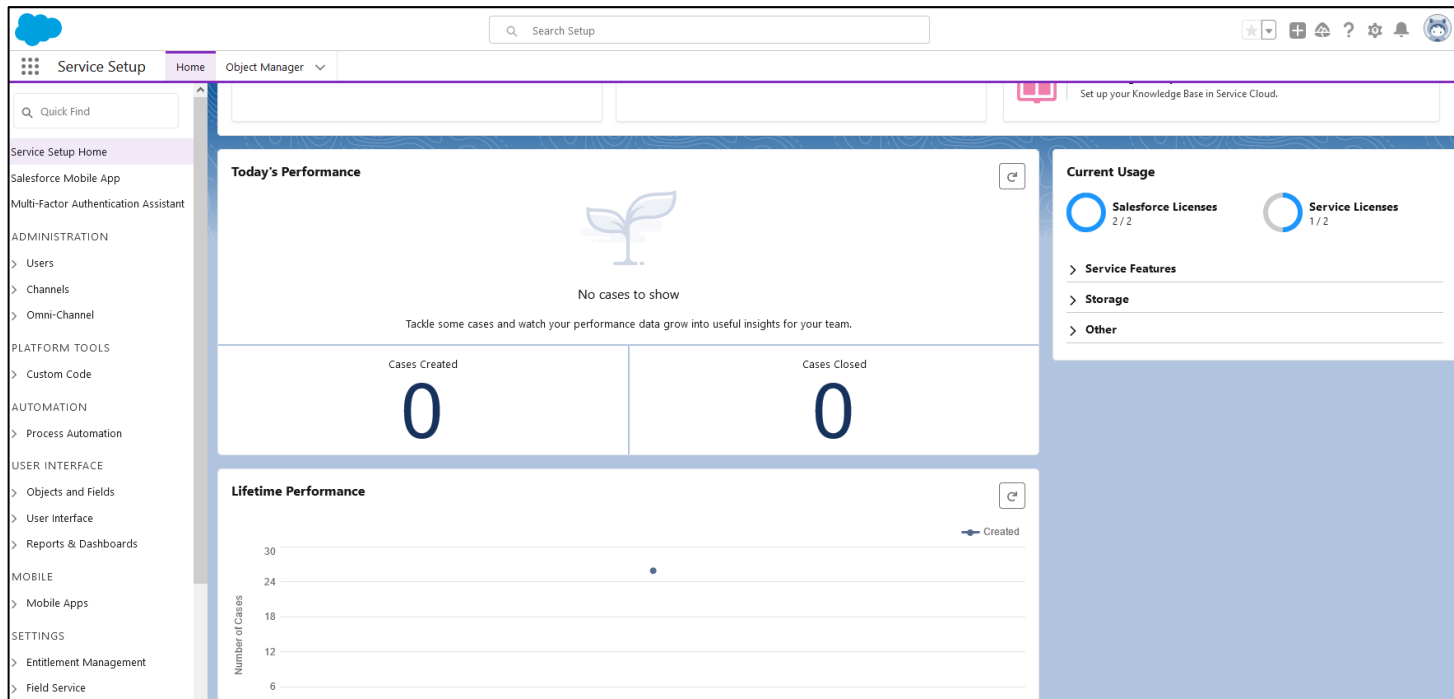 Search Setup
Service Setup
Home
Object Manager
Quick Find
Service Setup Home
Salesforce Mobile App
Multi-Factor Authentication Assistant
ADMINISTRATION
Users
Channels
Omni-Channel
PLATFORM TOOLS
Custom Code
AUTOMATION
Process Automation
USER INTERFACE
Objects and Fields
User Interface
Reports & Dashboards
MOBILE
Mobile Apps
SETTINGS
Entitlement Management
Field Service
Set up your Knowledge Base in Service Cloud.
Today's Performance
No cases to show
Tackle some cases and watch your performance data grow into useful insights for your team.
Cases Created
0
Cases Closed
0
Lifetime Performance
Created
30
24
18
12
6
Number of Cases
Current Usage
Salesforce Licenses
2 / 2
Service Licenses
1 / 2
Service Features
Storage
Other